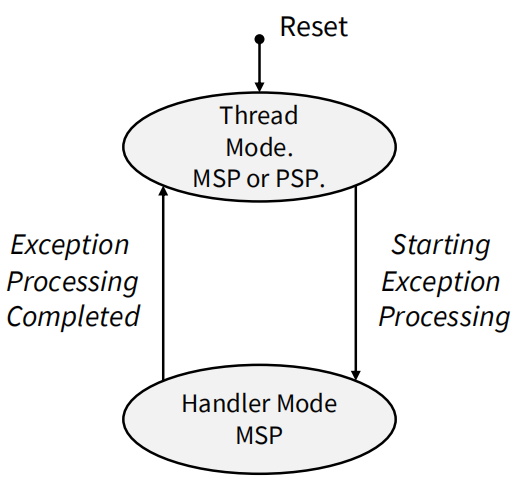 Reset
Thread
Mode.
MSP or PSP.
Exception
Processing
Completed
Starting
Exception
Processing
Handler Mode
MSP